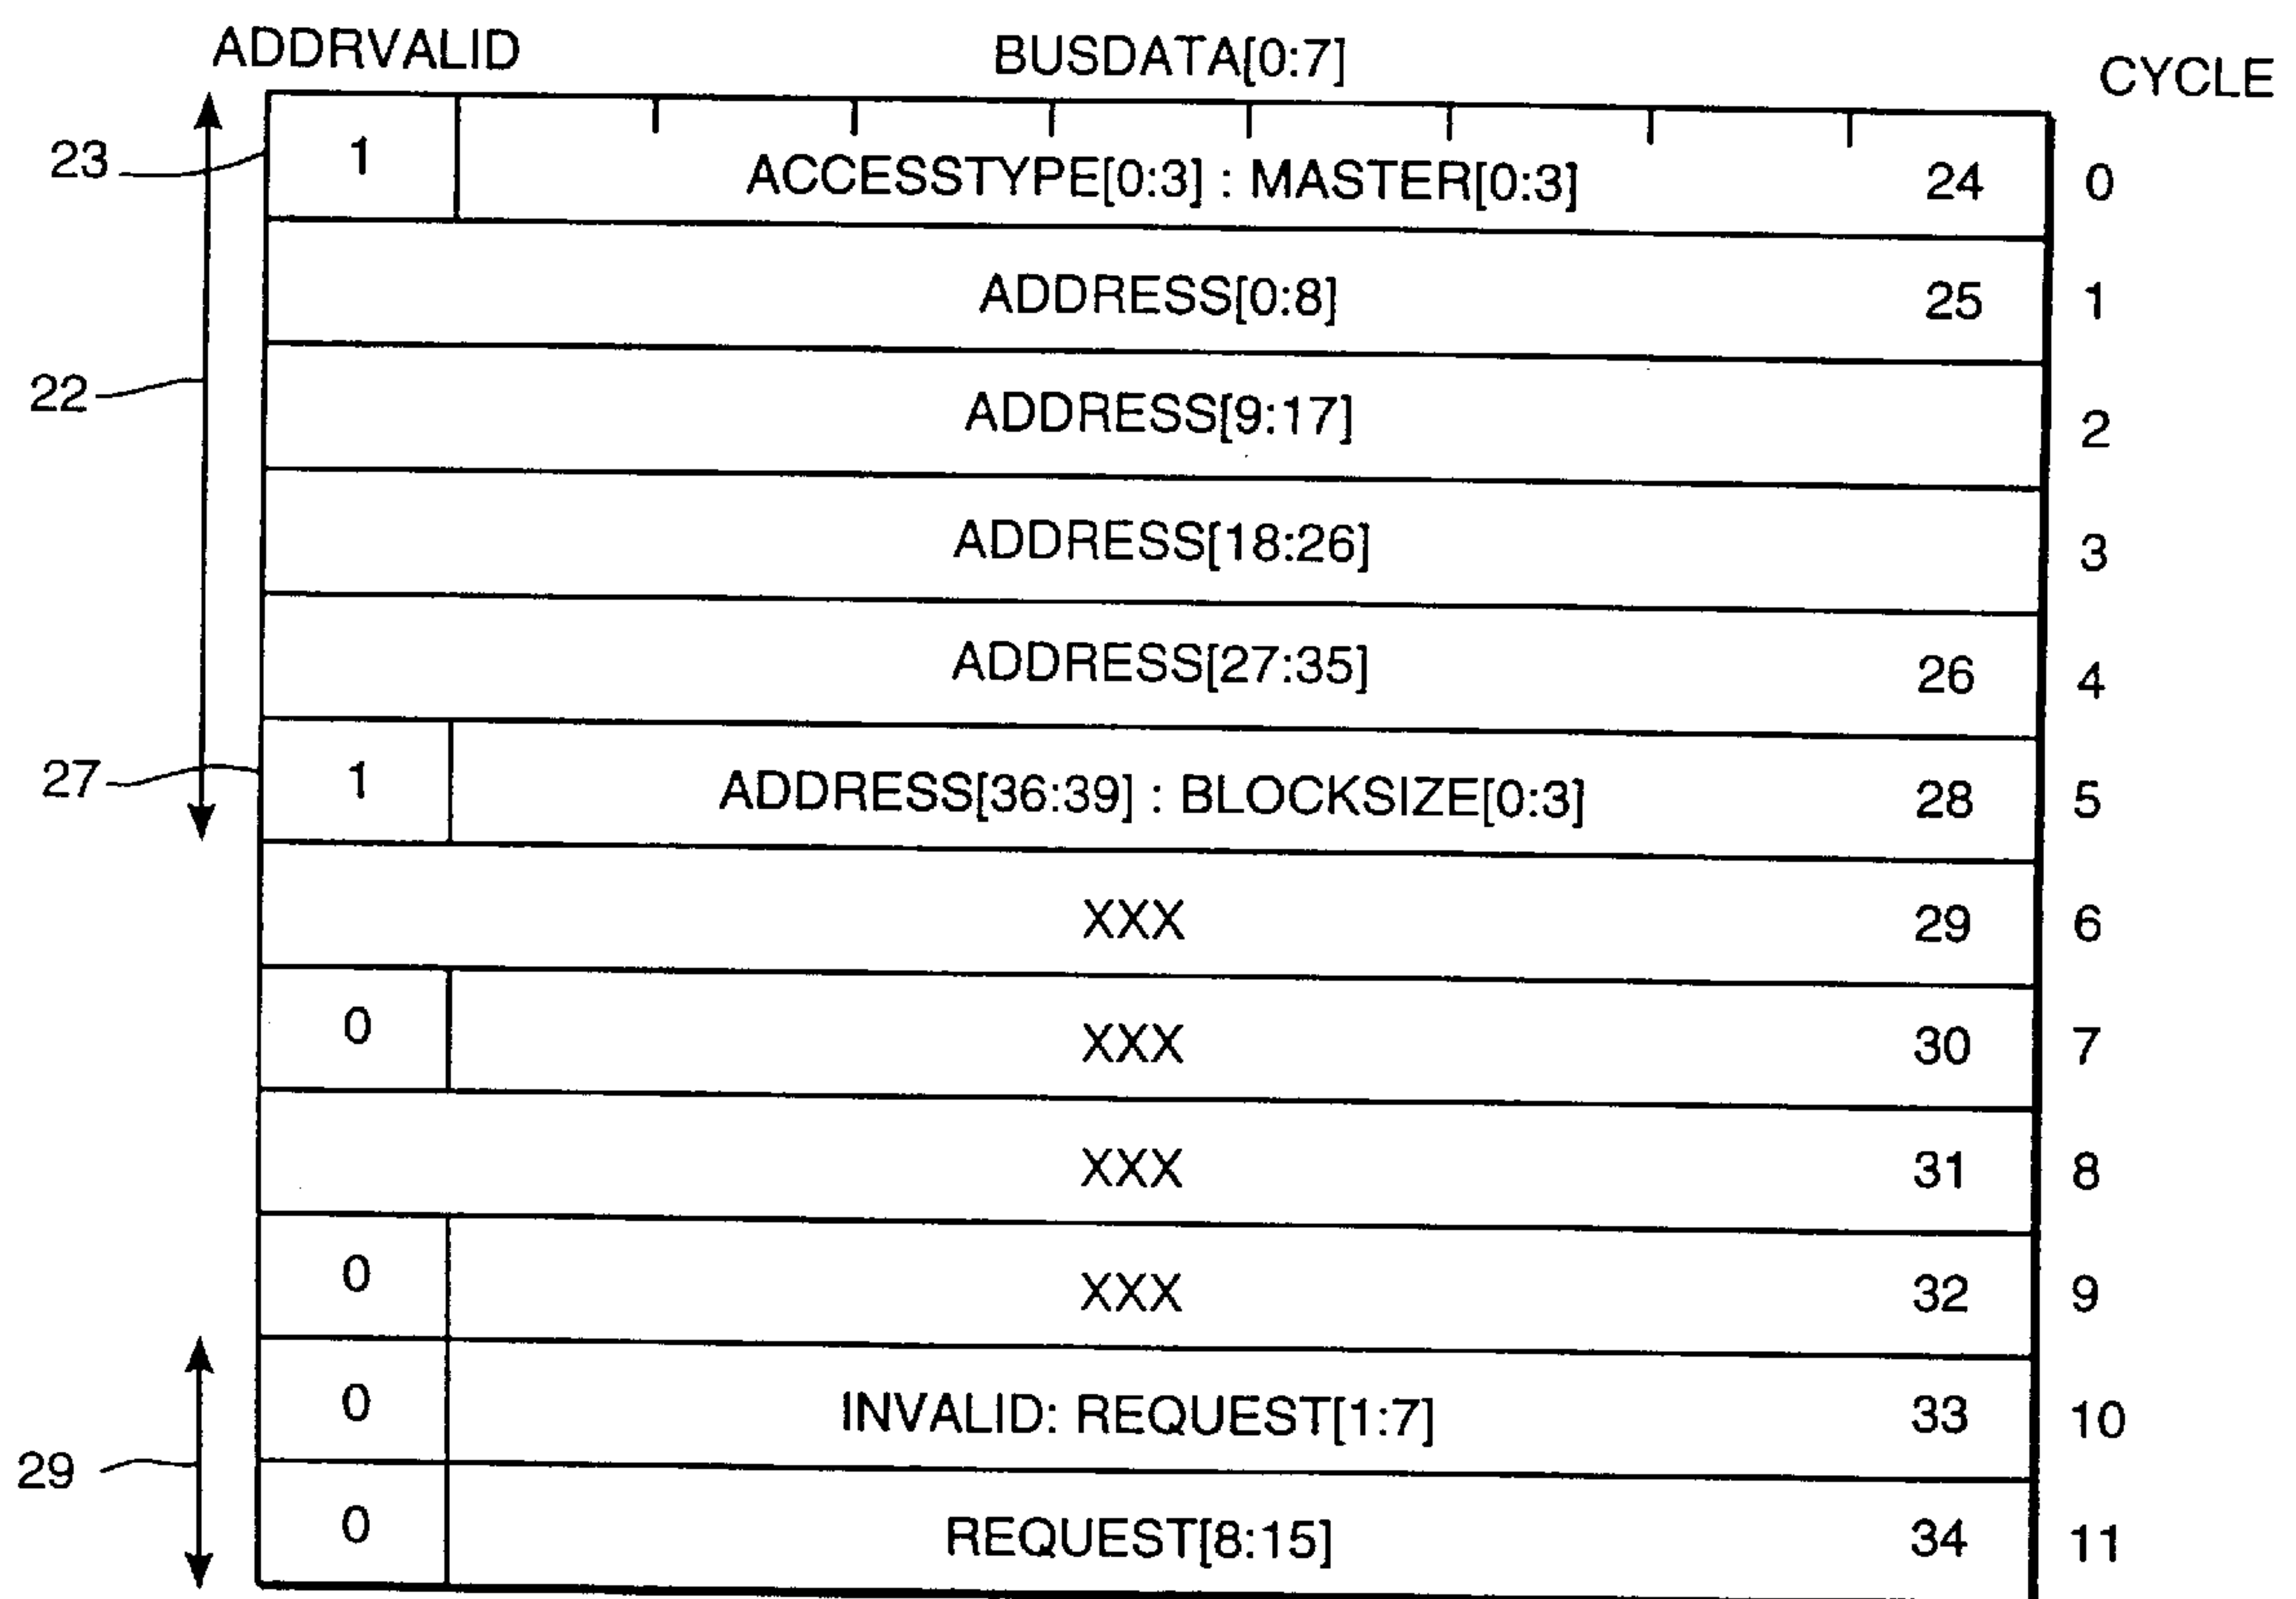 ADDRVALID BUSDATA[0:7] CYCLE
23 1 ACCESSTYPE[0:3] : MASTER[0:3] 24 0
ADDRESS[0:8] 25 1
22 ADDRESS[9:17] 2
ADDRESS[18:26] 3
ADDRESS[27:35] 26 4
27 1 ADDRESS[36:39] : BLOCKSIZE[0:3] 28 5
XXX 29 6
0 XXX 30 7
XXX 31 8
0 XXX 32 9
0 INVALID: REQUEST[1:7] 33 10
29
0 REQUEST[8:15] 34 11